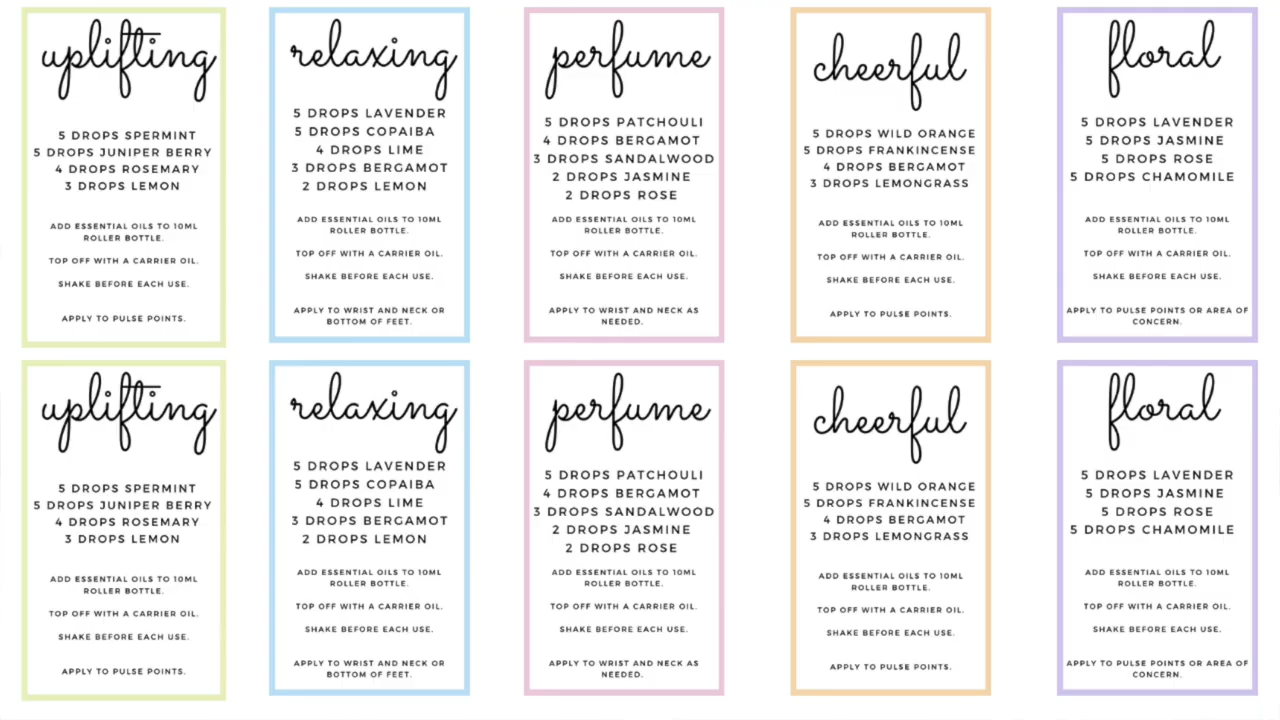 uplifting
5 DROPS SPERMINT
5 DROPS JUNIPER BERRY
4 DROPS ROSEMARY
3 DROPS LEMON
ADD ESSENTIAL OILS TO 10ML
ROLLER BOTTLE.
TOP OFF WITH A CARRIER OIL.
SHAKE BEFORE EACH USE.
APPLY TO PULSE POINTS.
relaxing
5 DROPS LAVENDER
5 DROPS COPAIBA
4 DROPS LIME
3 DROPS BERGAMOT
2 DROPS LEMON
ADD ESSENTIAL OILS TO 10ML
ROLLER BOTTLE.
TOP OFF WITH A CARRIER OIL.
SHAKE BEFORE EACH USE.
APPLY TO WRIST AND NECK OR
BOTTOM OF FEET.
perfume
5 DROPS PATCHOULI
4 DROPS BERGAMOT
3 DROPS SANDALWOOD
2 DROPS JASMINE
2 DROPS ROSE
ADD ESSENTIAL OILS TO 10ML
ROLLER BOTTLE.
TOP OFF WITH A CARRIER OIL.
SHAKE BEFORE EACH USE.
APPLY TO WRIST AND NECK AS
NEEDED.
cheerful
5 DROPS WILD ORANGE
5 DROPS FRANKINCENSE
4 DROPS BERGAMOT
3 DROPS LEMONGRASS
ADD ESSENTIAL OILS TO 10ML
ROLLER BOTTLE.
TOP OFF WITH A CARRIER OIL.
SHAKE BEFORE EACH USE.
APPLY TO PULSE POINTS.
floral
5 DROPS LAVENDER
5 DROPS JASMINE
5 DROPS ROSE
5 DROPS CHAMOMILE
ADD ESSENTIAL OILS TO 10ML
ROLLER BOTTLE.
TOP OFF WITH A CARRIER OIL.
SHAKE BEFORE EACH USE.
APPLY TO PULSE POINTS OR AREA OF
CONCERN.
uplifting
5 DROPS SPERMINT
5 DROPS JUNIPER BERRY
4 DROPS ROSEMARY
3 DROPS LEMON
ADD ESSENTIAL OILS TO 10ML
ROLLER BOTTLE.
TOP OFF WITH A CARRIER OIL.
SHAKE BEFORE EACH USE.
APPLY TO PULSE POINTS.
relaxing
5 DROPS LAVENDER
5 DROPS COPAIBA
4 DROPS LIME
3 DROPS BERGAMOT
2 DROPS LEMON
ADD ESSENTIAL OILS TO 10ML
ROLLER BOTTLE.
TOP OFF WITH A CARRIER OIL.
SHAKE BEFORE EACH USE.
APPLY TO WRIST AND NECK OR
BOTTOM OF FEET.
perfume
5 DROPS PATCHOULI
4 DROPS BERGAMOT
3 DROPS SANDALWOOD
2 DROPS JASMINE
2 DROPS ROSE
ADD ESSENTIAL OILS TO 10ML
ROLLER BOTTLE.
TOP OFF WITH A CARRIER OIL.
SHAKE BEFORE EACH USE.
APPLY TO WRIST AND NECK AS
NEEDED.
cheerful
5 DROPS WILD ORANGE
5 DROPS FRANKINCENSE
4 DROPS BERGAMOT
3 DROPS LEMONGRASS
ADD ESSENTIAL OILS TO 10ML
ROLLER BOTTLE.
TOP OFF WITH A CARRIER OIL.
SHAKE BEFORE EACH USE.
APPLY TO PULSE POINTS.
floral
5 DROPS LAVENDER
5 DROPS JASMINE
5 DROPS ROSE
5 DROPS CHAMOMILE
ADD ESSENTIAL OILS TO 10ML
ROLLER BOTTLE.
TOP OFF WITH A CARRIER OIL.
SHAKE BEFORE EACH USE.
APPLY TO PULSE POINTS OR AREA OF
CONCERN.